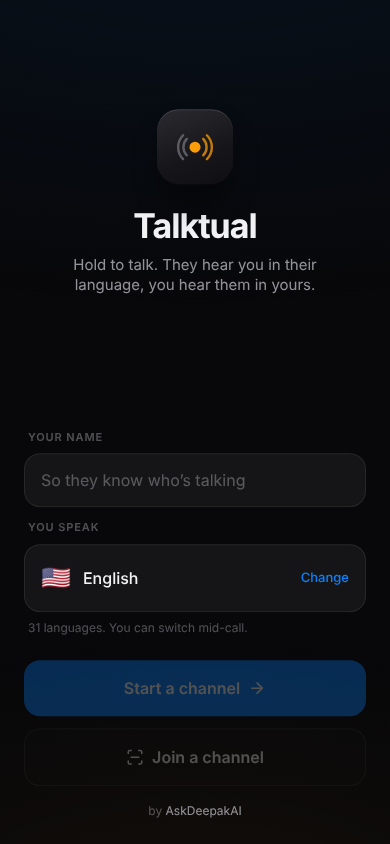 Talktual
Hold to talk. They hear you in their
language, you hear them in yours.
YOUR NAME
So they know who’s talking
YOU SPEAK
English
Change
31 languages. You can switch mid-call.
Start a channel →
Join a channel
by AskDeepakAI